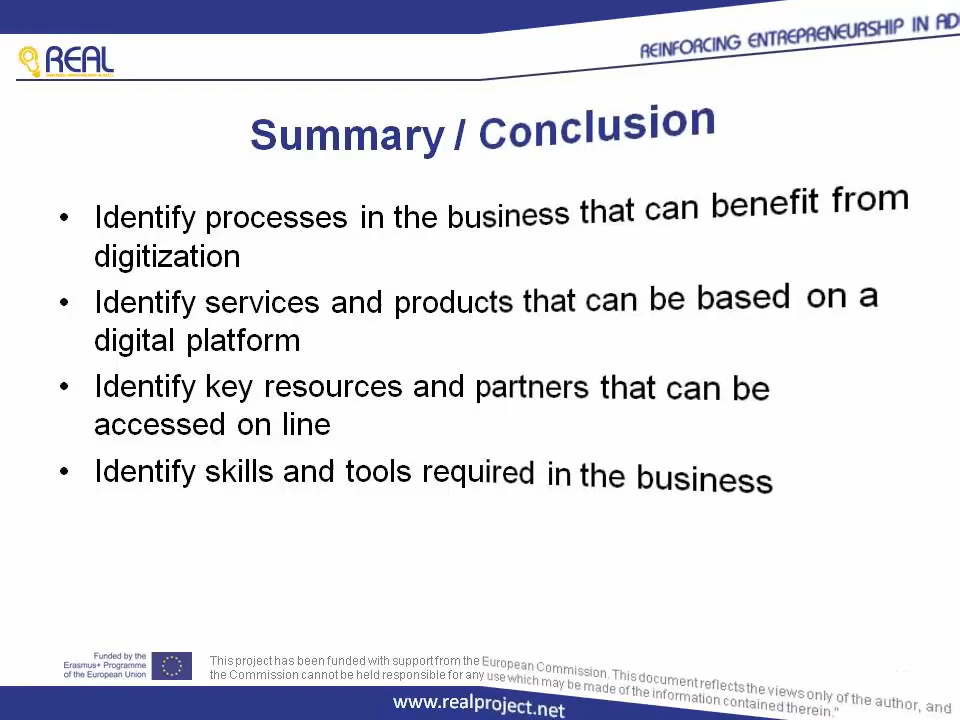 REAL
REINFORCING ENTREPRENEURSHIP IN
Summary / Conclusion
• Identify processes in the business that can benefit from
digitization
• Identify services and products that can be based on a
digital platform
• Identify key resources and partners that can be
accessed on line
• Identify skills and tools required in the business
Funded by the
Erasmus+ Programme
of the European Union
This project has been funded with support from the European Commission. This document reflects the views only of the author, and
the Commission cannot be held responsible for any use which may be made of the information contained therein."
www.realproject.net